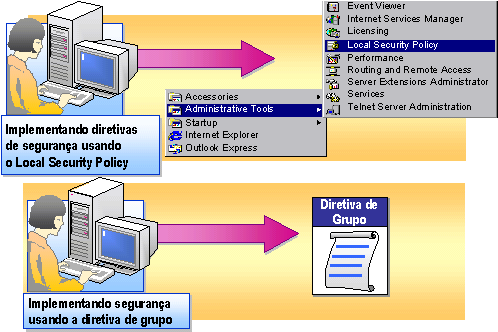 Event Viewer
Internet Services Manager
Licensing
Local Security Policy
Performance
Routing and Remote Access
Server Extensions Administrator
Services
Telnet Server Administration
Accessories
Administrative Tools
Startup
Internet Explorer
Outlook Express
Implementando diretivas
de segurança usando
o Local Security Policy
Diretiva de
Grupo
Implementando segurança
usando a diretiva de grupo